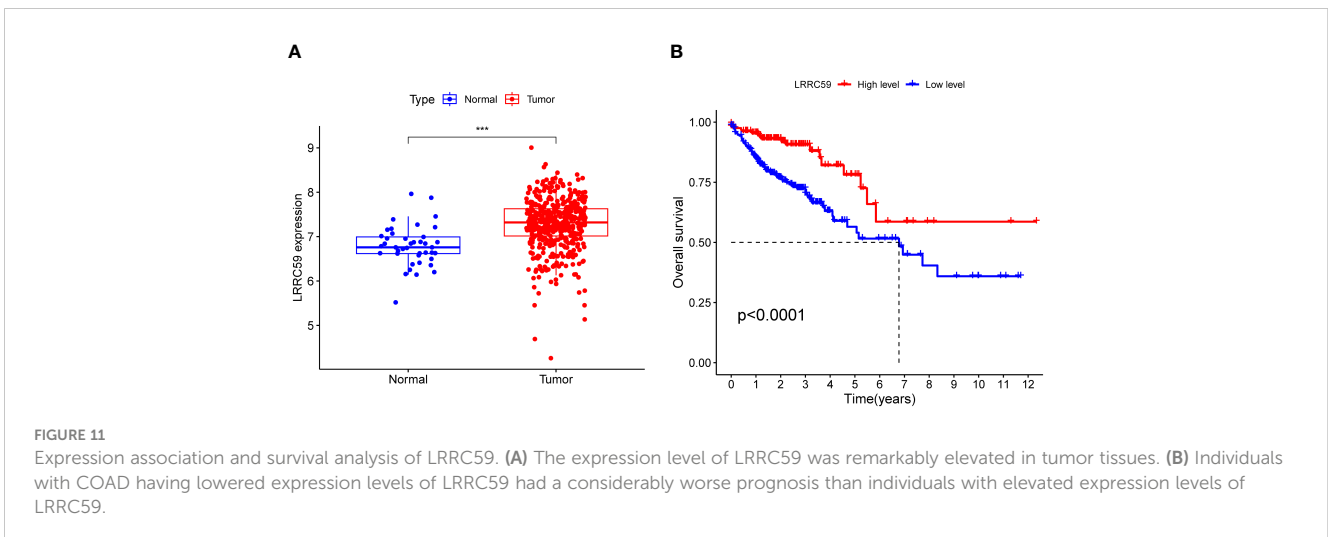 A
B
Type Normal Tumor
LRRC59 High level Low level
***
LRRC59 expression
9
8
7
6
5
Normal Tumor
Overall survival
1.00
0.75
0.50
0.25
0.00
p<0.0001
0 1 2 3 4 5 6 7 8 9 10 11 12
Time(years)
FIGURE 11
Expression association and survival analysis of LRRC59. (A) The expression level of LRRC59 was remarkably elevated in tumor tissues. (B) Individuals
with COAD having lowered expression levels of LRRC59 had a considerably worse prognosis than individuals with elevated expression levels of
LRRC59.